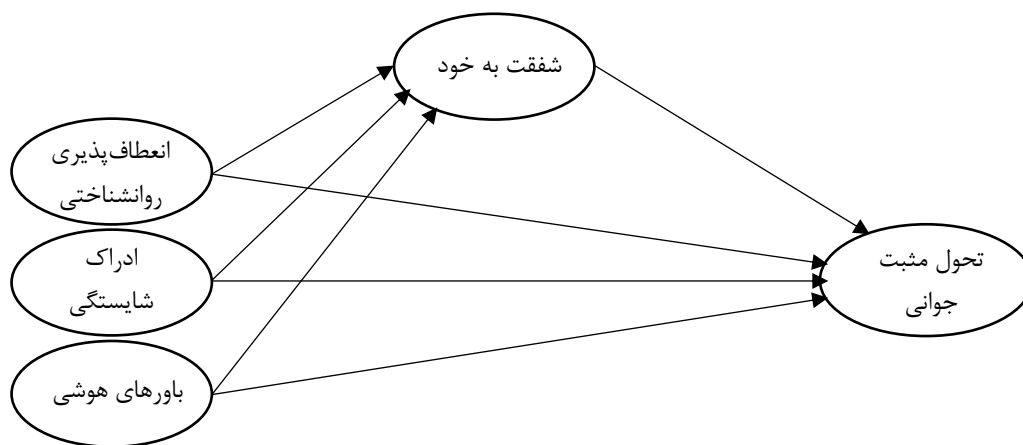 شفقت به خود
انعطاف‌پذیری
روانشناختی
ادراک
شایستگی
باورهای هوشی
تحول مثبت
جوانی